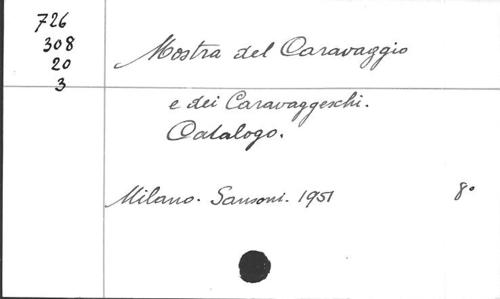 726
308
20
3
Mostra del Caravaggio
e dei Caravaggeschi.
Catalogo.
Milano. Sansoni. 1951 8°